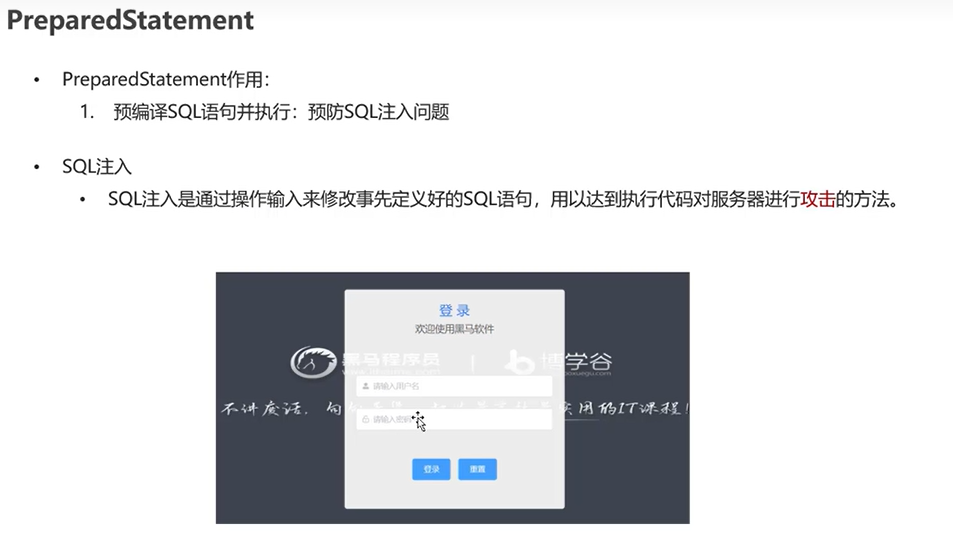 PreparedStatement
• PreparedStatement作用：
1. 预编译SQL语句并执行：预防SQL注入问题
• SQL注入
• SQL注入是通过操作输入来修改事先定义好的SQL语句，用以达到执行代码对服务器进行攻击的方法。
登录
欢迎使用黑马软件
黑马程序员
博学谷
请输入用户名
不讲废话，
实用的IT课程！
请输入密码
登录 重置